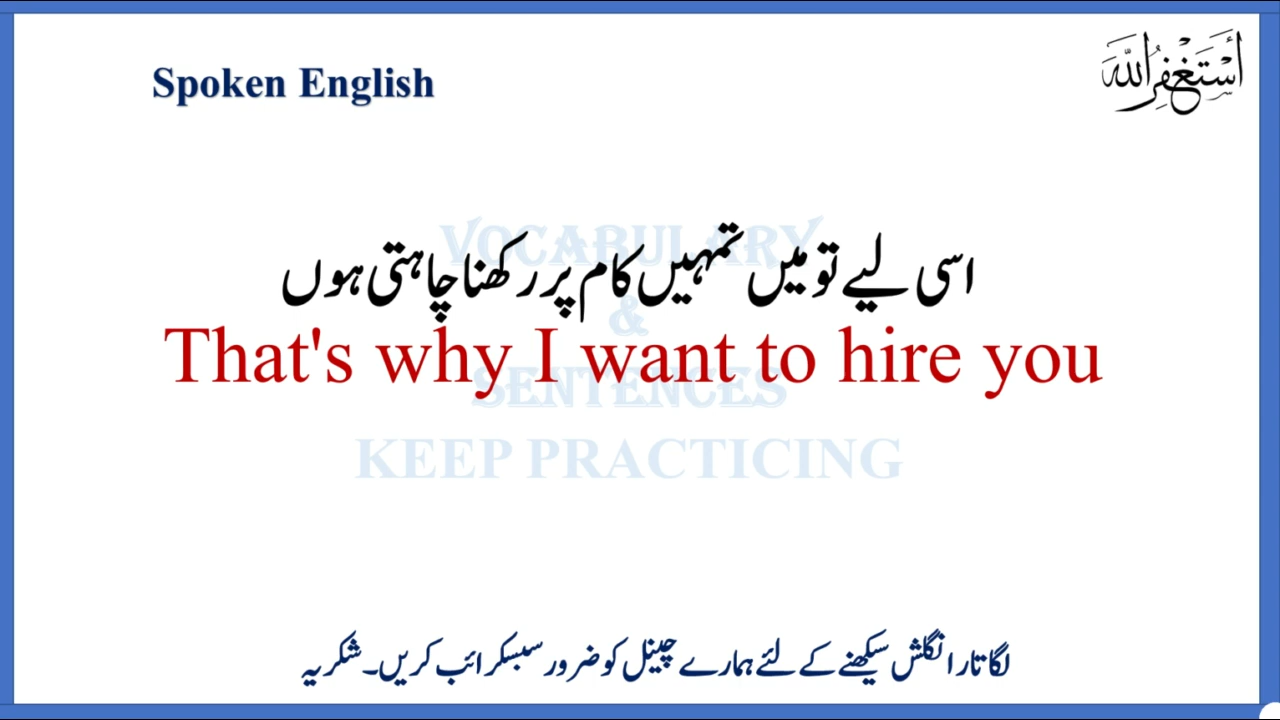 Spoken English
أستغفر الله
اسی لیے تو میں تمہیں کام پر رکھنا چاہتی ہوں
That's why I want to hire you
VOCABULARY
&
SENTENCES
KEEP PRACTICING
لگاتار انگلش سیکھنے کے لئے ہمارے چینل کو ضرور سبسکرائب کریں۔ شکریہ